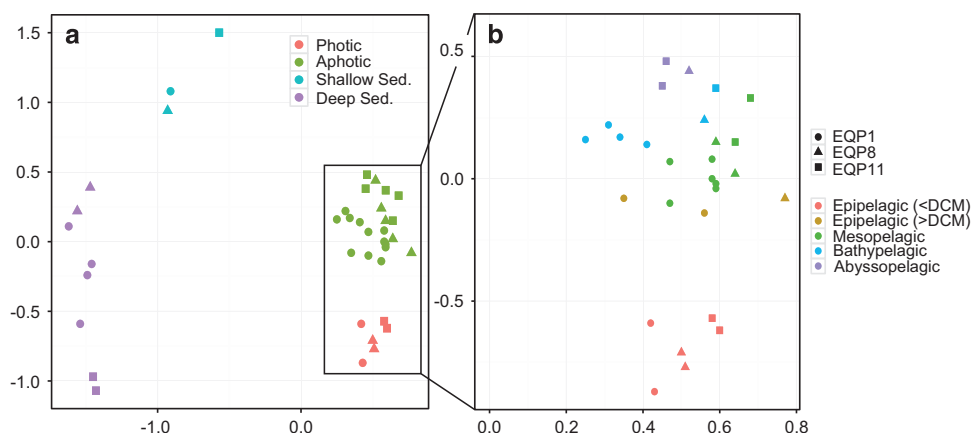 a
Photic
Aphotic
Shallow Sed.
Deep Sed.
1.5
1.0
0.5
0.0
-0.5
-1.0
-1.0
0.0
b
0.5
0.0
-0.5
0.0
0.2
0.4
0.6
0.8
EQP1
EQP8
EQP11
Epipelagic (<DCM)
Epipelagic (>DCM)
Mesopelagic
Bathypelagic
Abyssopelagic